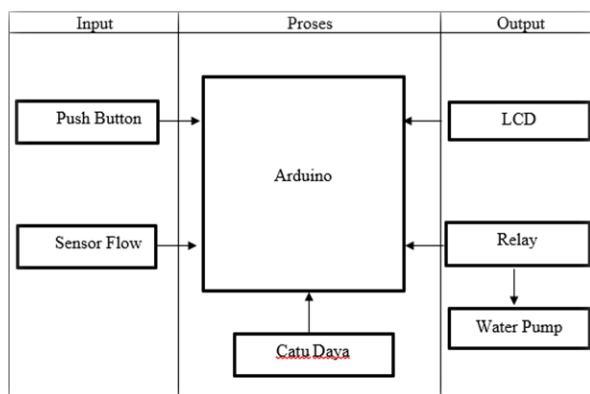 Input
Proses
Output
Push Button
Arduino
LCD
Sensor Flow
Relay
Water Pump
Catu Daya